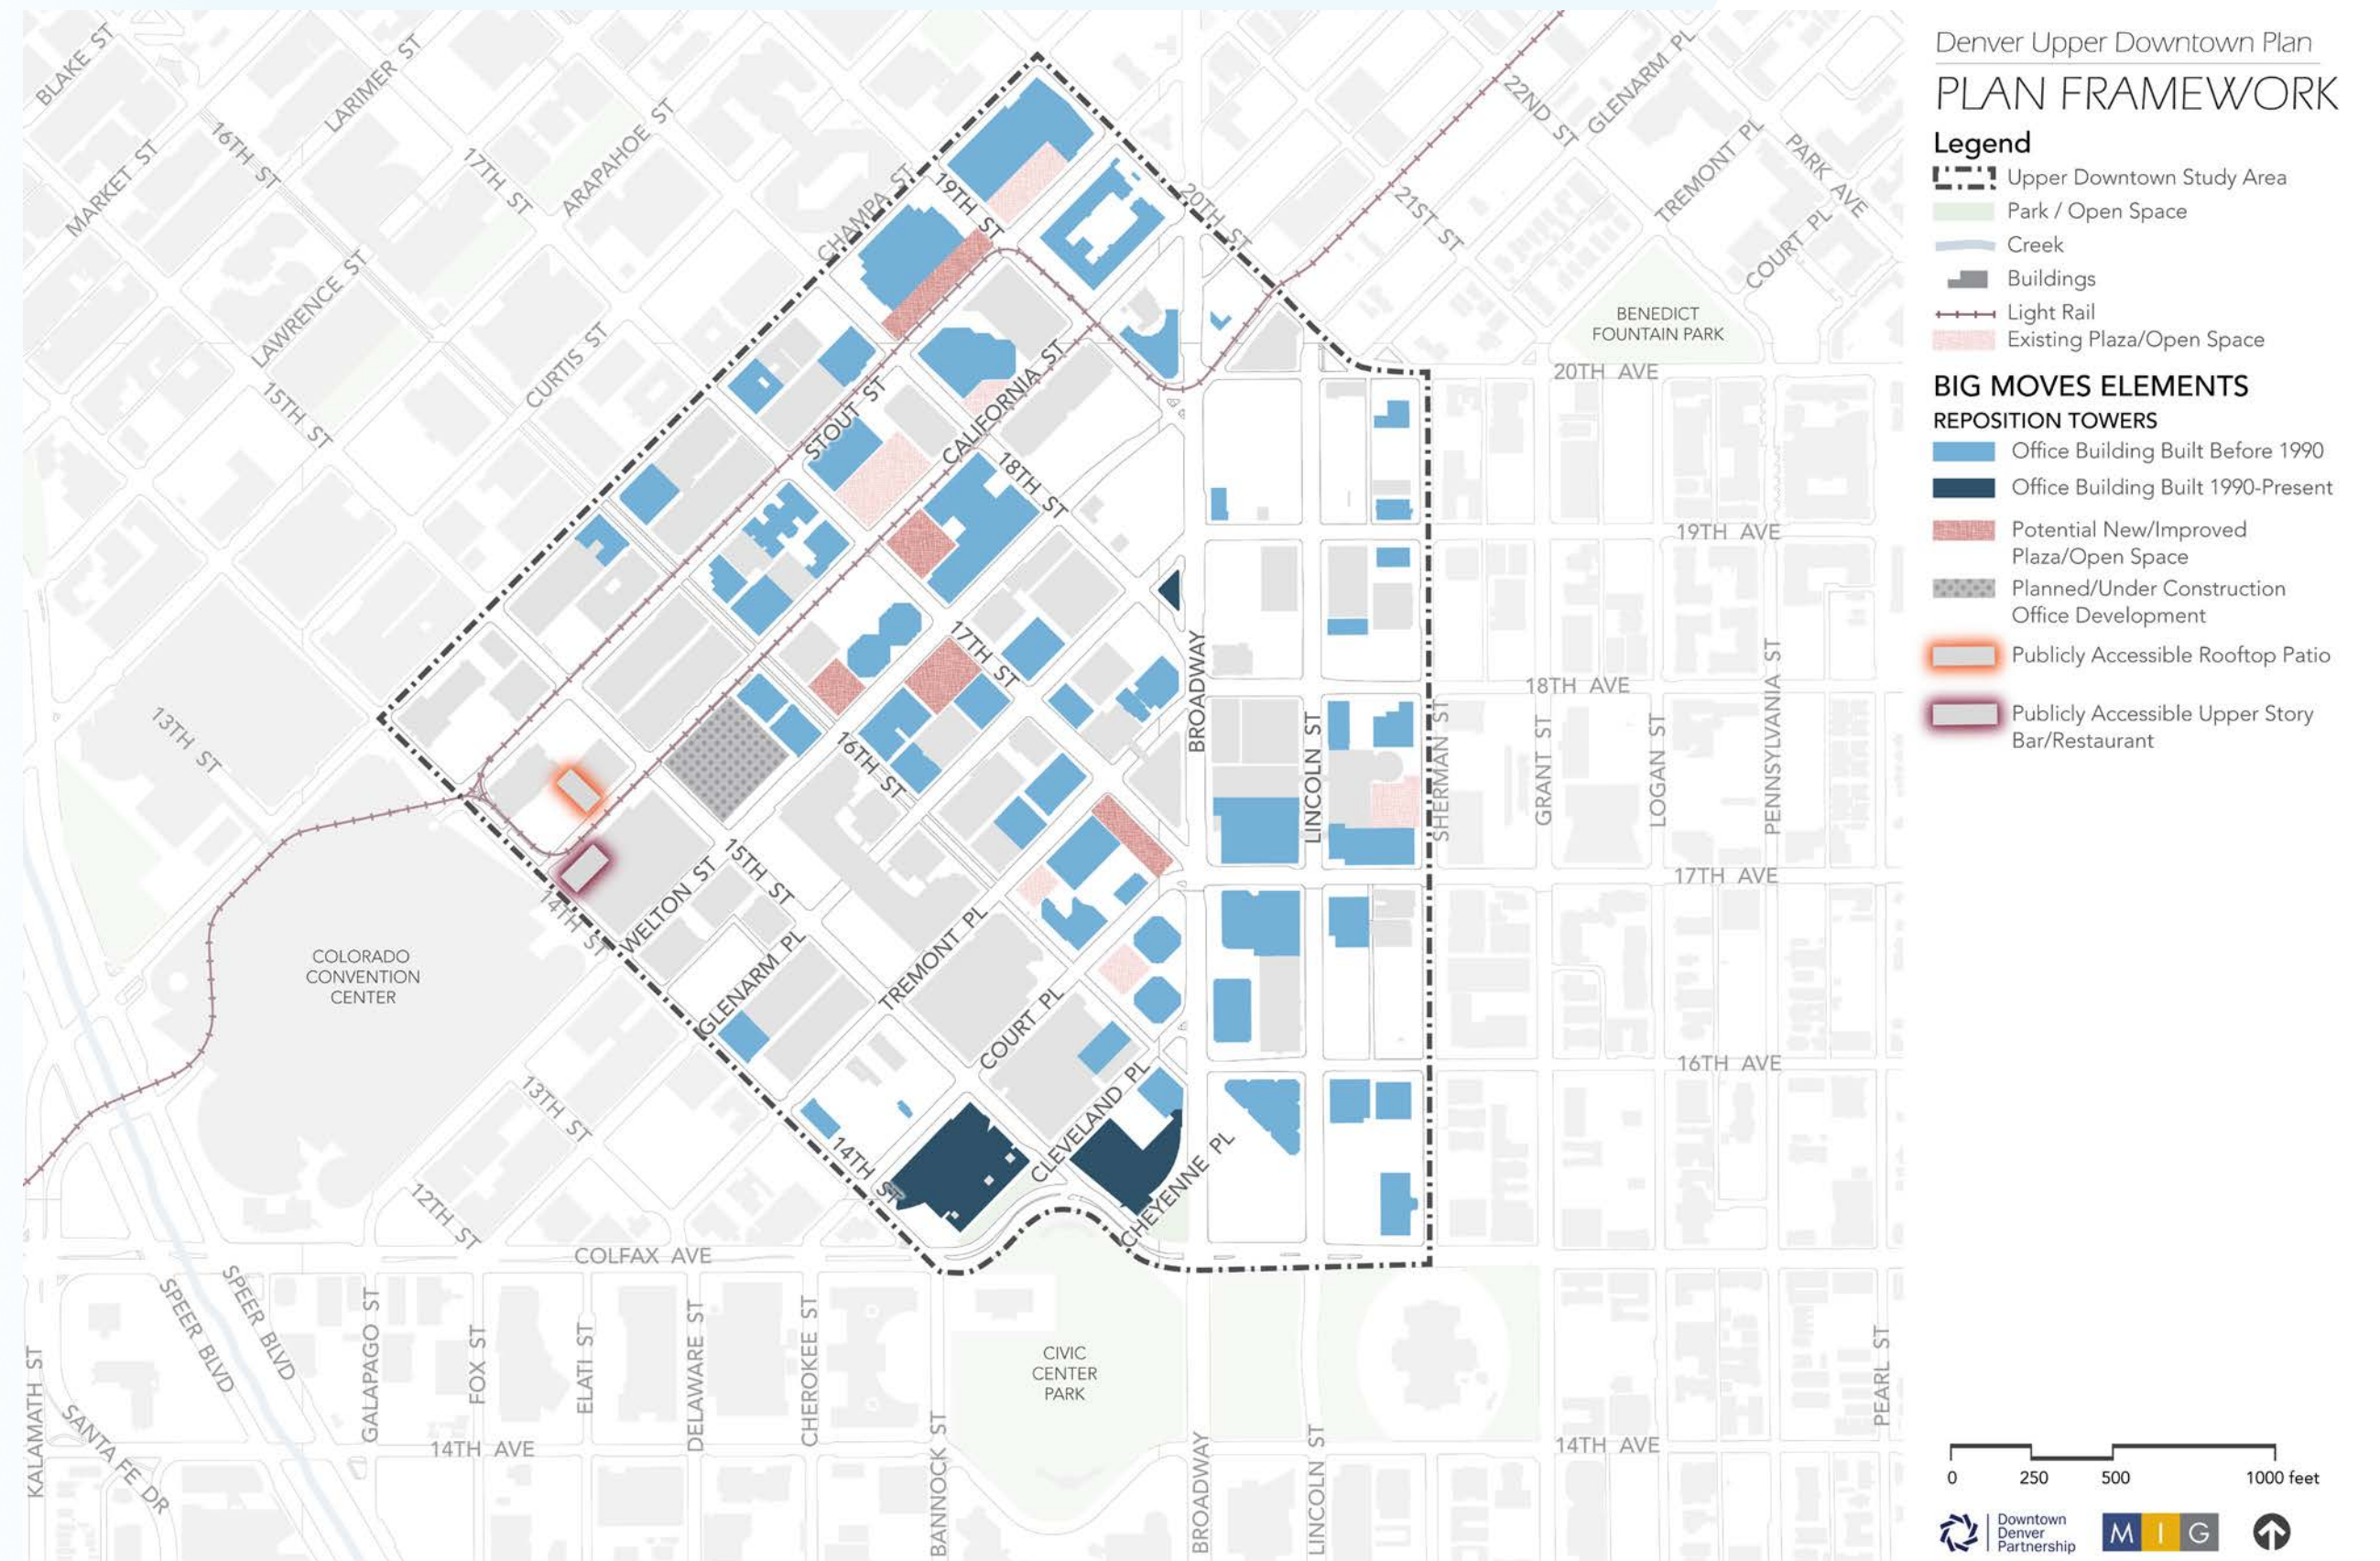 Denver Upper Downtown Plan
PLAN FRAMEWORK
Legend
Upper Downtown Study Area
Park / Open Space
Creek
Buildings
Light Rail
Existing Plaza/Open Space
BIG MOVES ELEMENTS
REPOSITION TOWERS
Office Building Built Before 1990
Office Building Built 1990-Present
Potential New/Improved
Plaza/Open Space
Planned/Under Construction
Office Development
Publicly Accessible Rooftop Patio
Publicly Accessible Upper Story
Bar/Restaurant
0 250 500 1000 feet
Downtown
Denver
Partnership
M I G
BLAKE ST
LARIMER ST
MARKET ST
16TH ST
17TH ST
ARAPAHOE ST
CHAMPA ST
19TH ST
20TH ST
21ST ST
22ND ST
GLENARM PL
TREMONT PL
PARK AVE
COURT PL
LAWRENCE ST
15TH ST
CURTIS ST
STOUT ST
CALIFORNIA ST
18TH ST
BENEDICT
FOUNTAIN PARK
20TH AVE
19TH AVE
18TH AVE
17TH AVE
16TH AVE
17TH ST
16TH ST
15TH ST
BROADWAY
LINCOLN ST
SHERMAN ST
GRANT ST
LOGAN ST
PENNSYLVANIA ST
13TH ST
14TH ST
WELTON ST
GLENARM PL
TREMONT PL
COURT PL
CLEVELAND PL
CHEYENNE PL
COLORADO
CONVENTION
CENTER
13TH ST
12TH ST
14TH ST
COLFAX AVE
SPEER BLVD
SPEER BLVD
KALAMATH ST
SANTA FE DR
GALAPAGO ST
FOX ST
ELATI ST
DELAWARE ST
CHEROKEE ST
BANNOCK ST
14TH AVE
CIVIC
CENTER
PARK
BROADWAY
LINCOLN ST
14TH AVE
PEARL ST